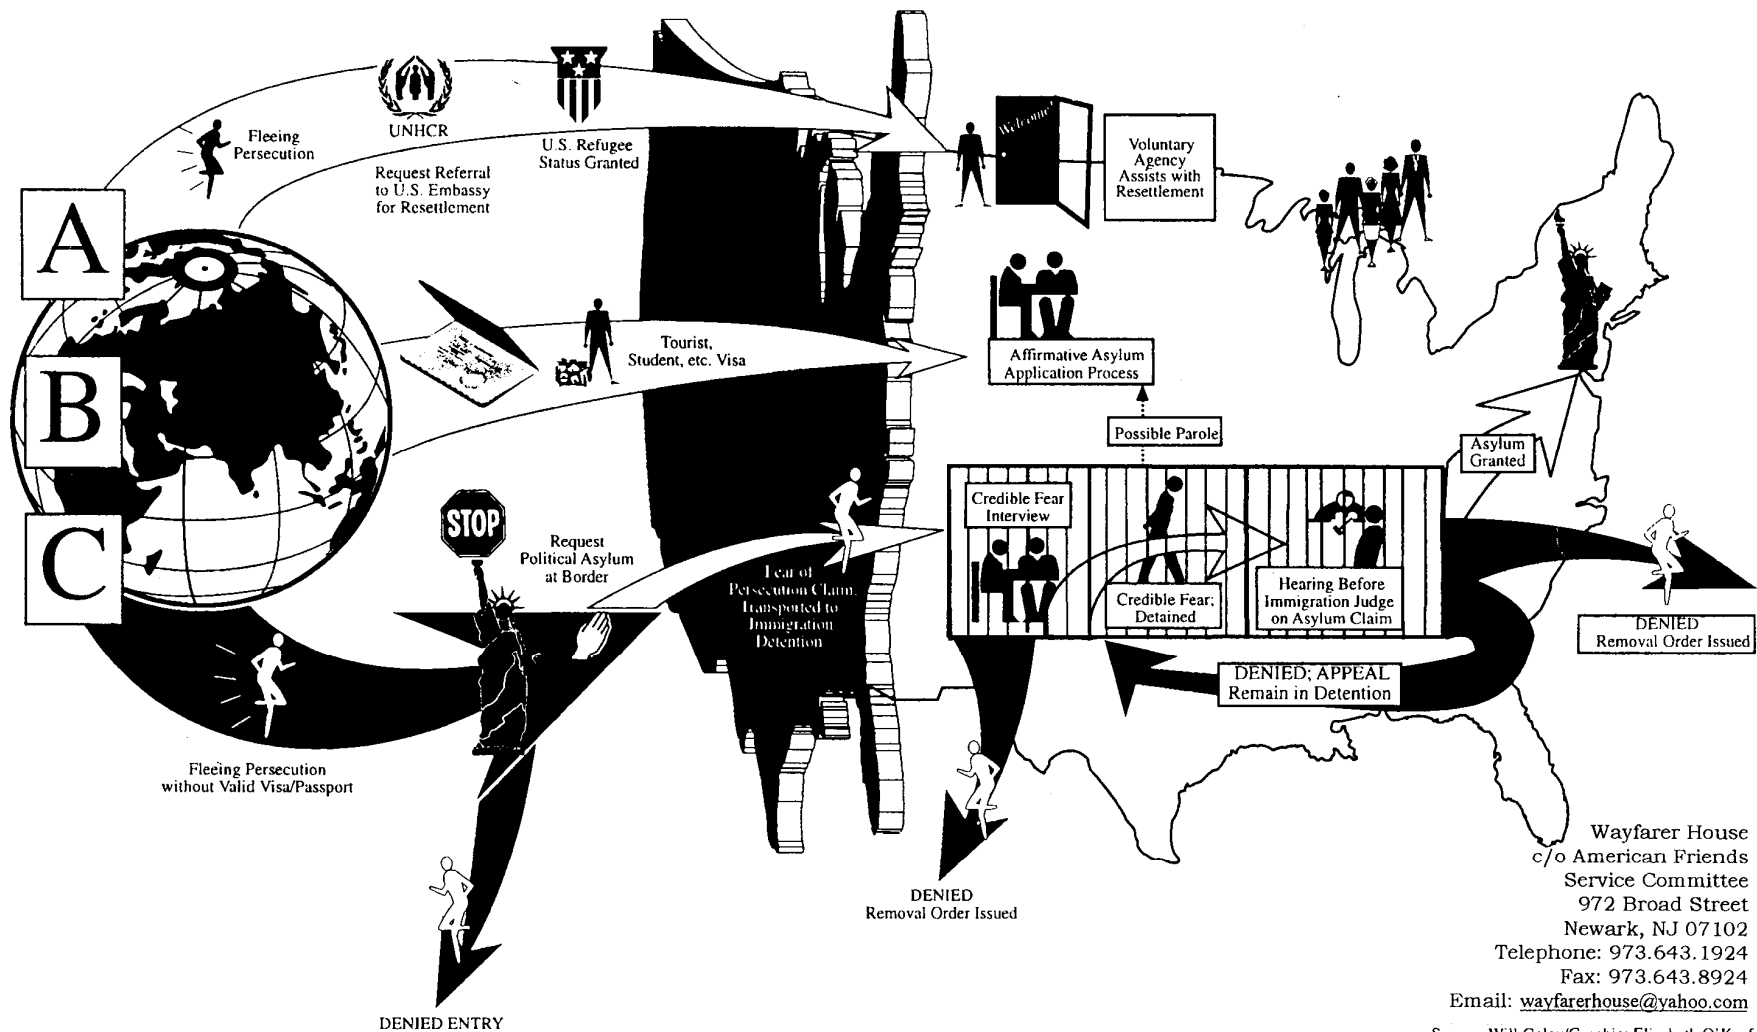 A
Fleeing
Persecution
UNHCR
Request Referral
to U.S. Embassy
for Resettlement
U.S. Refugee
Status Granted
Welcome!
Voluntary
Agency
Assists with
Resettlement
B
Tourist,
Student, etc. Visa
Affirmative Asylum
Application Process
Possible Parole
C
Fleeing Persecution
without Valid Visa/Passport
STOP
Request
Political Asylum
at Border
DENIED ENTRY
Fear of
Persecution Claim,
Transported to
Immigration
Detention
Credible Fear
Interview
Credible Fear;
Detained
Hearing Before
Immigration Judge
on Asylum Claim
Asylum
Granted
DENIED
Removal Order Issued
DENIED; APPEAL
Remain in Detention
DENIED
Removal Order Issued
Wayfarer House
c/o American Friends
Service Committee
972 Broad Street
Newark, NJ 07102
Telephone: 973.643.1924
Fax: 973.643.8924
Email: wayfarerhouse@yahoo.com